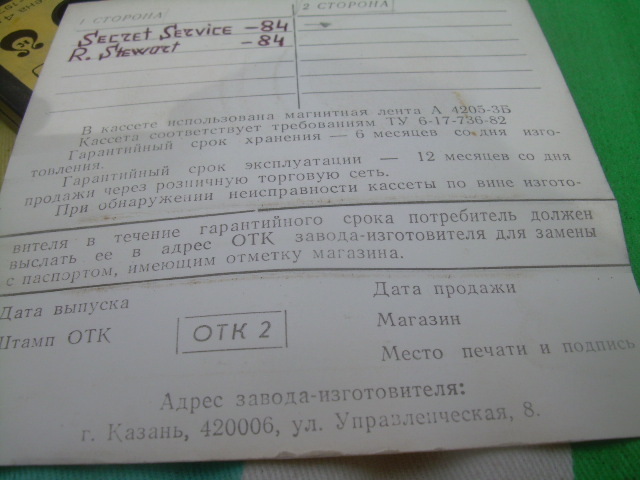 1 СТОРОНА
2 СТОРОНА
Secret Service - 84
R. Stewart - 84
В кассете использована магнитная лента А 4205-3Б
Кассета соответствует требованиям ТУ 6-17-736-82
Гарантийный срок хранения — 6 месяцев со дня изго-
товления.
Гарантийный срок эксплуатации — 12 месяцев со дня
продажи через розничную торговую сеть.
При обнаружении неисправности кассеты по вине изгото-
вителя в течение гарантийного срока потребитель должен
выслать ее в адрес ОТК завода-изготовителя для замены
с паспортом, имеющим отметку магазина.
Дата выпуска
Дата продажи
Штамп ОТК
ОТК 2
Магазин
Место печати и подпись
Адрес завода-изготовителя:
г. Казань, 420006, ул. Управленческая, 8.